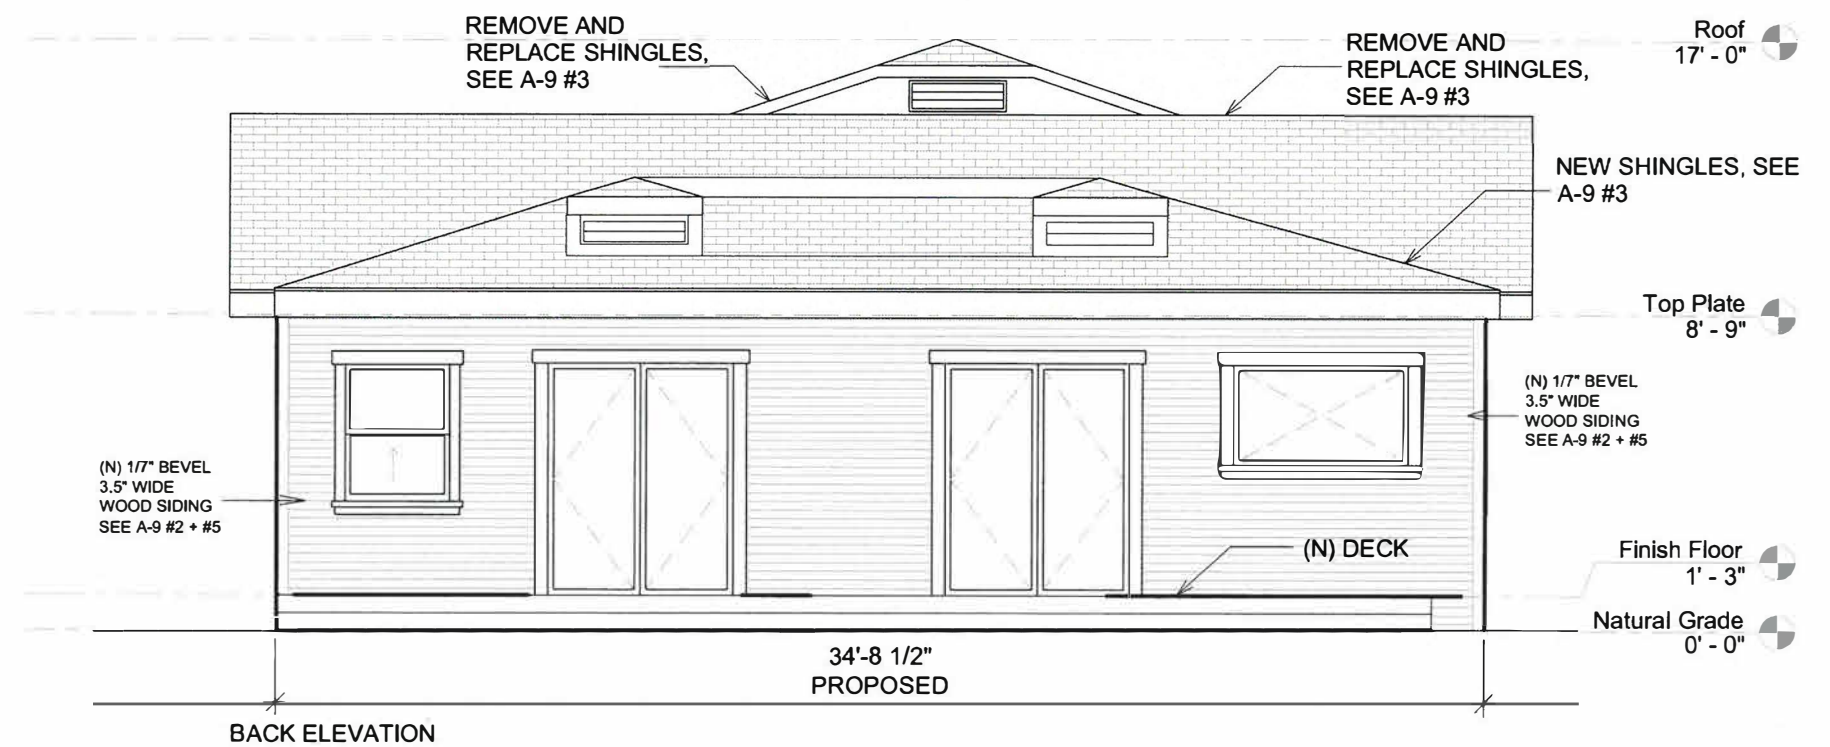 REMOVE AND
REPLACE SHINGLES,
SEE A-9 #3
REMOVE AND
REPLACE SHINGLES,
SEE A-9 #3
Roof
17' - 0"
NEW SHINGLES, SEE
A-9 #3
Top Plate
8' - 9"
(N) 1/7" BEVEL
3.5" WIDE
WOOD SIDING
SEE A-9 #2 + #5
(N) 1/7" BEVEL
3.5" WIDE
WOOD SIDING
SEE A-9 #2 + #5
(N) DECK
Finish Floor
1' - 3"
Natural Grade
0' - 0"
34'-8 1/2"
PROPOSED
BACK ELEVATION